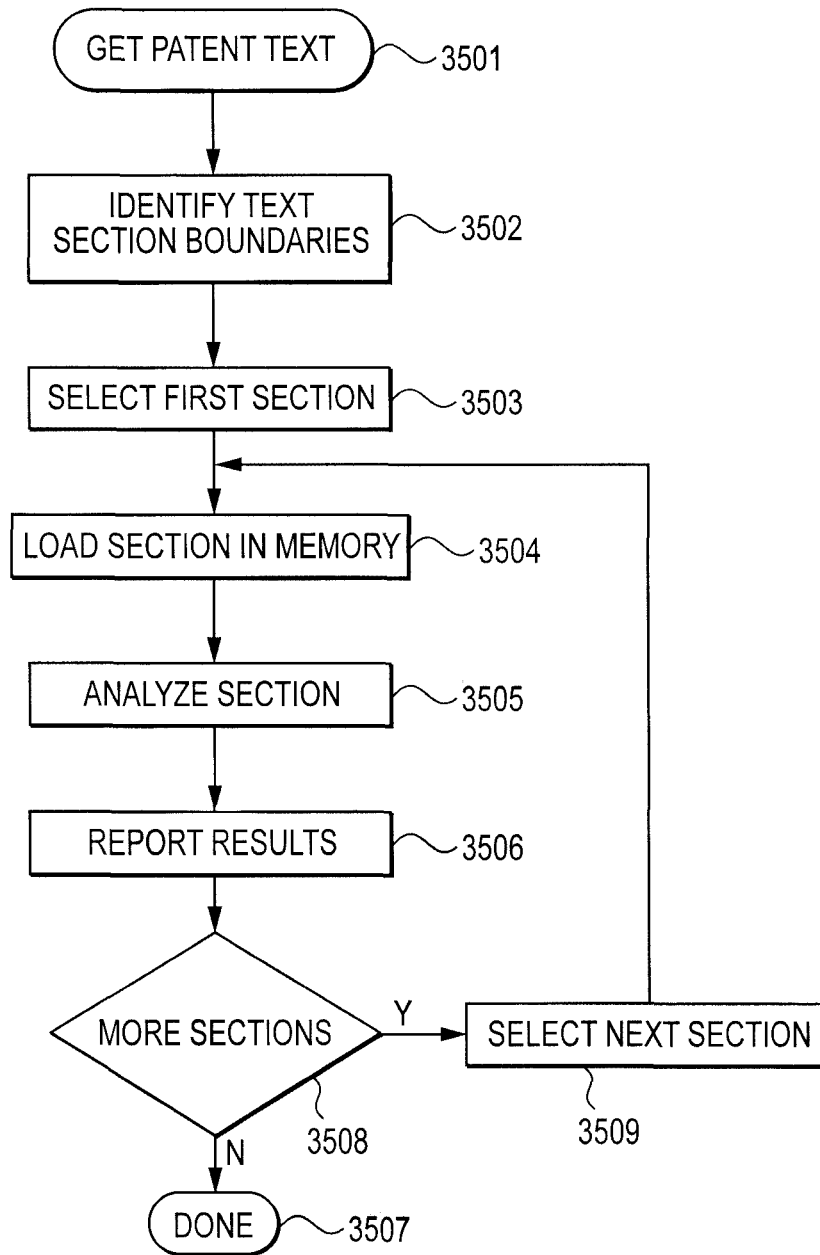 GET PATENT TEXT
3501
IDENTIFY TEXT
SECTION BOUNDARIES
3502
SELECT FIRST SECTION
3503
LOAD SECTION IN MEMORY
3504
ANALYZE SECTION
3505
REPORT RESULTS
3506
MORE SECTIONS
3508
Y
SELECT NEXT SECTION
3509
N
DONE
3507